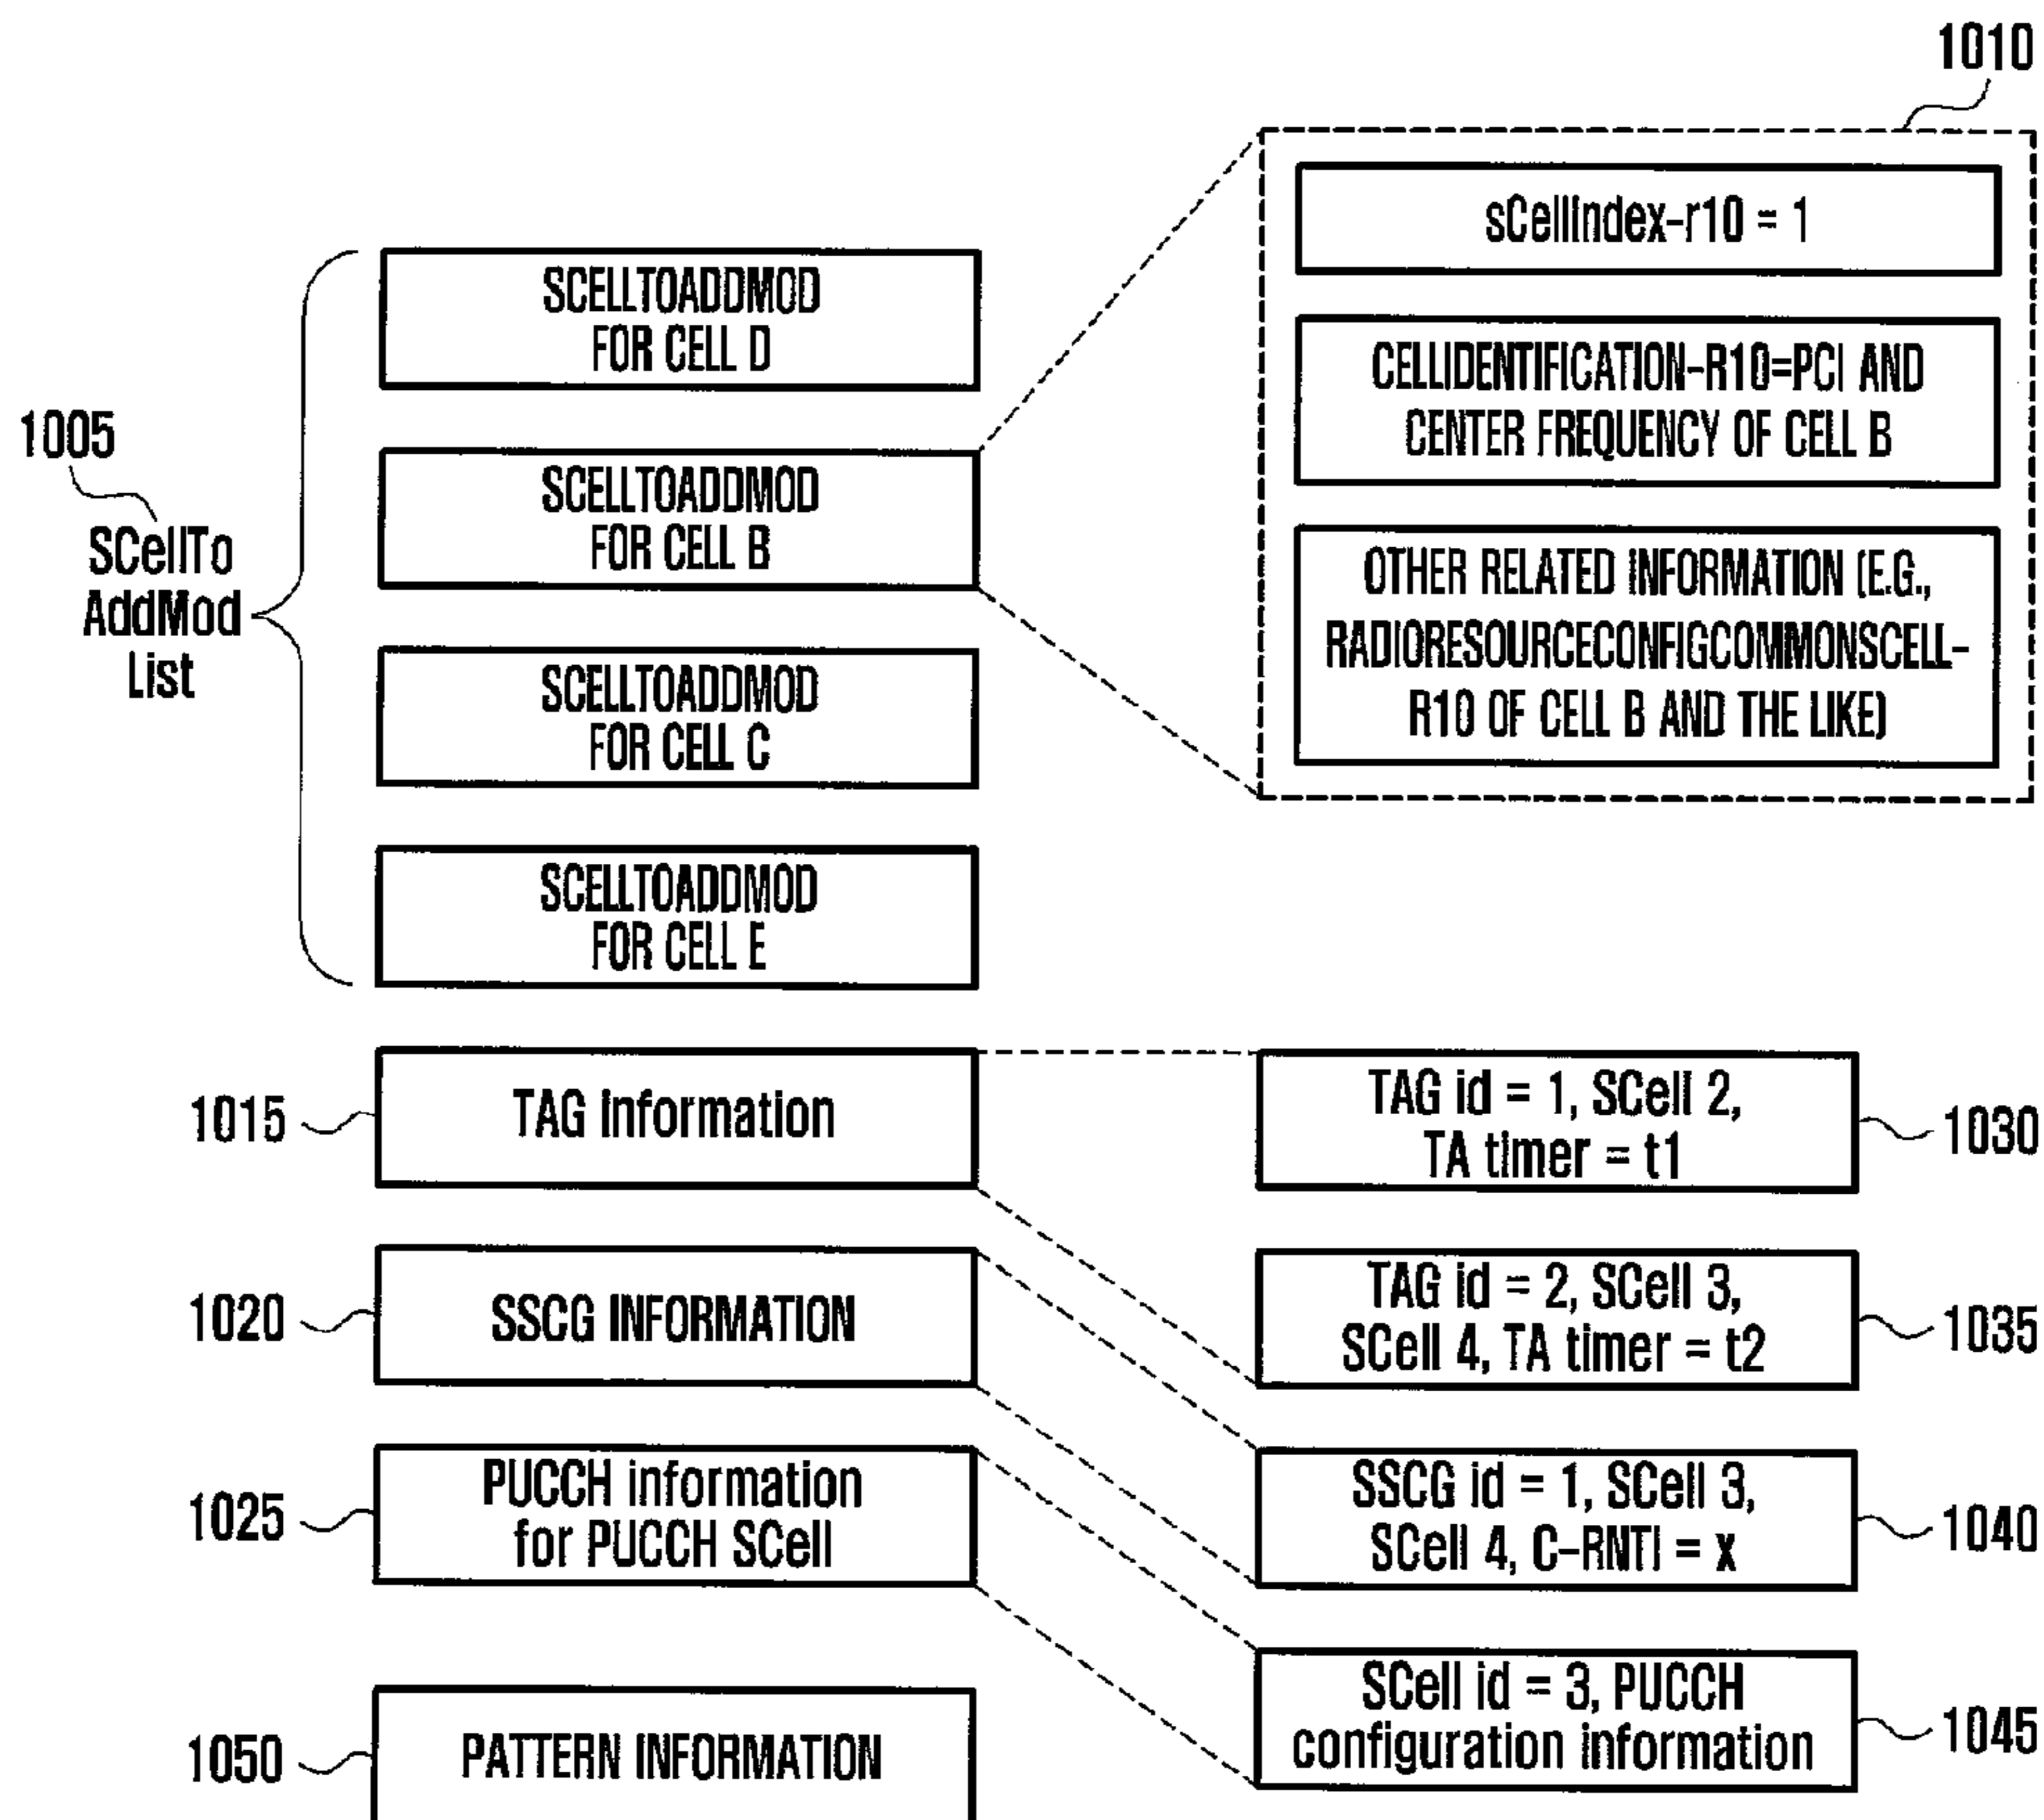 1010
sCellIndex-r10 = 1
CELLIDENTIFICATION-R10=PCI AND
CENTER FREQUENCY OF CELL B
OTHER RELATED INFORMATION (E.G.,
RADIORESOURCECONFIGCOMMONSCELL-
R10 OF CELL B AND THE LIKE)
1005
SCellTo
AddMod
List
SCELLTOADDMOD
FOR CELL D
SCELLTOADDMOD
FOR CELL B
SCELLTOADDMOD
FOR CELL C
SCELLTOADDMOD
FOR CELL E
1015
TAG information
TAG id = 1, SCell 2,
TA timer = t1
1030
1020
SSCG INFORMATION
TAG id = 2, SCell 3,
SCell 4, TA timer = t2
1035
1025
PUCCH information
for PUCCH SCell
SSCG id = 1, SCell 3,
SCell 4, C-RNTI = x
1040
1050
PATTERN INFORMATION
SCell id = 3, PUCCH
configuration information
1045